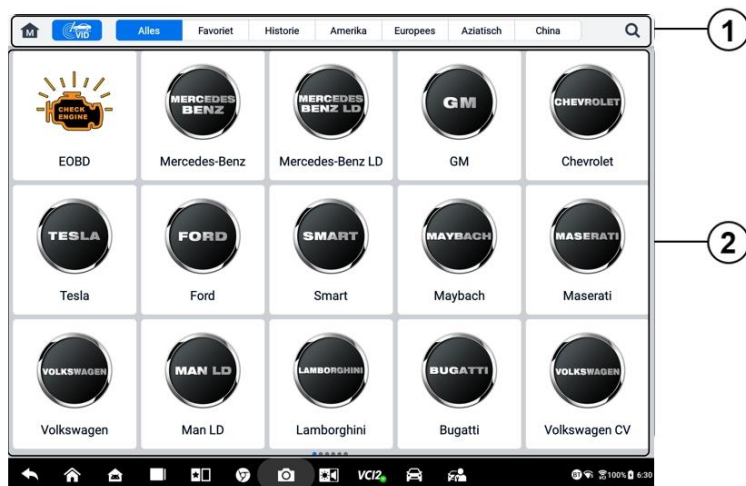 M VID Alles Favoriet Historie Amerika Europees Aziatisch China
1
CHECK
ENGINE
EOBD
MERCEDES
BENZ
Mercedes-Benz
MERCEDES
BENZ LD
Mercedes-Benz LD
GM
GM
CHEVROLET
Chevrolet
2
TESLA
Tesla
FORD
Ford
SMART
Smart
MAYBACH
Maybach
MASERATI
Maserati
VOLKSWAGEN
Volkswagen
MAN LD
Man LD
LAMBORGHINI
Lamborghini
BUGATTI
Bugatti
VOLKSWAGEN
Volkswagen CV
VCI2 BT 100% 6:30